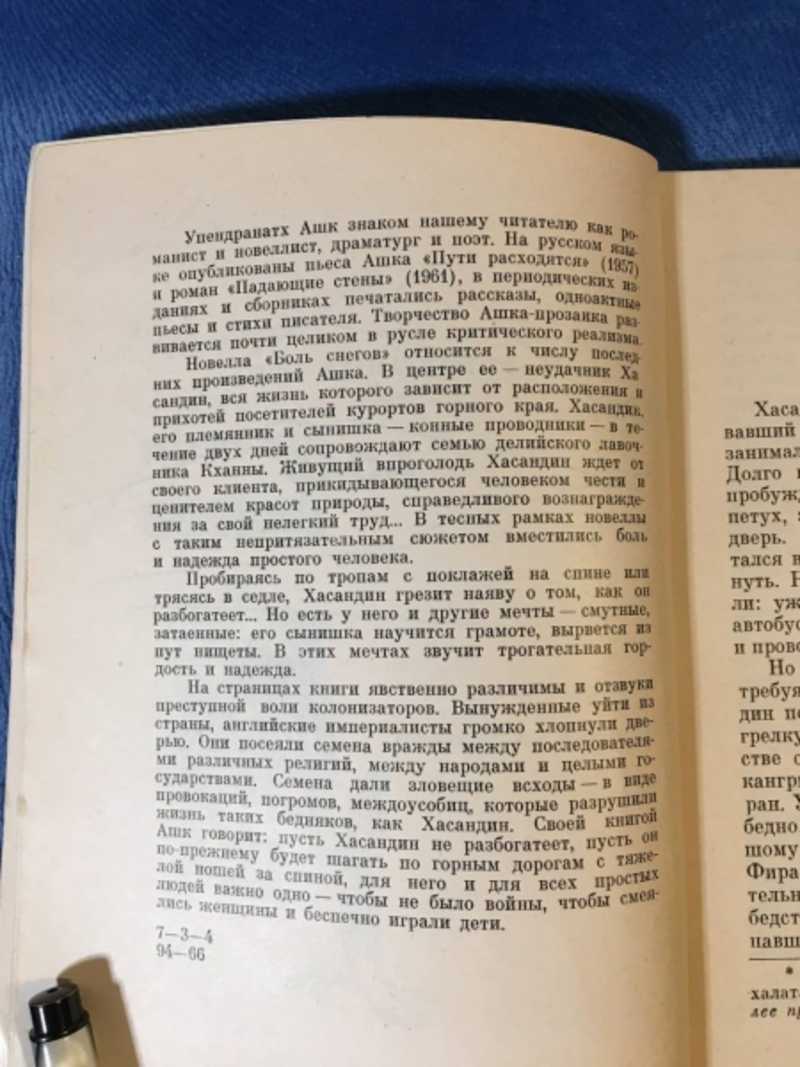 Упендранатх Ашк знаком нашему читателю как ро-
манист и новеллист, драматург и поэт. На русском язы-
ке опубликованы пьеса Ашка «Пути расходятся» (1957)
и роман «Падающие стены» (1961), в периодических из-
даниях и сборниках печатались рассказы, одноактные
пьесы и стихи писателя. Творчество Ашка-прозаика раз-
вивается почти целиком в русле критического реализма.
Новелла «Боль снегов» относится к числу послед-
них произведений Ашка. В центре ее — неудачник Ха
сандин, вся жизнь которого зависит от расположения и
прихотей посетителей курортов горного края. Хасандин,
его племянник и сынишка — конные проводники — в те-
чение двух дней сопровождают семью делийского лавоч-
ника Кханны. Живущий впроголодь Хасандин ждет от
своего клиента, прикидывающегося человеком чести и
ценителем красот природы, справедливого вознагражде-
ния за свой нелегкий труд... В тесных рамках новеллы
с таким непритязательным сюжетом вместились боль
и надежда простого человека.
Пробираясь по тропам с поклажей на спине или
трясясь в седле, Хасандин грезит наяву о том, как он
разбогатеет... Но есть у него и другие мечты — смутные,
затаенные: его сынишка научится грамоте, вырвется из
пут нищеты. В этих мечтах звучит трогательная гор-
дость и надежда.
На страницах книги явственно различимы и отзвуки
преступной воли колонизаторов. Вынужденные уйти из
страны, английские империалисты громко хлопнули две-
рью. Они посеяли семена вражды между последователя-
ми различных религий, между народами и целыми го-
сударствами. Семена дали зловещие всходы — в виде
провокаций, погромов, междоусобиц, которые разрушили
жизнь таких бедняков, как Хасандин. Своей книгой
Ашк говорит: пусть Хасандин не разбогатеет, пусть он
по-прежнему будет шагать по горным дорогам с тяже-
лой ношей за спиной, для него и для всех простых
людей важно одно — чтобы не было войны, чтобы смея-
лись женщины и беспечно играли дети.
7—3—4
94—66
Хаса
вавший
занимал
Долго
пробужд
петух,
дверь.
тался н
нуть. Н
ли: уж
автобус
и прово
Но
требуя
дин по
грелку
стве с
кангри
ран. У
бедно
шому
Фира
тельн
бедст
павш
*
халат
лее пр